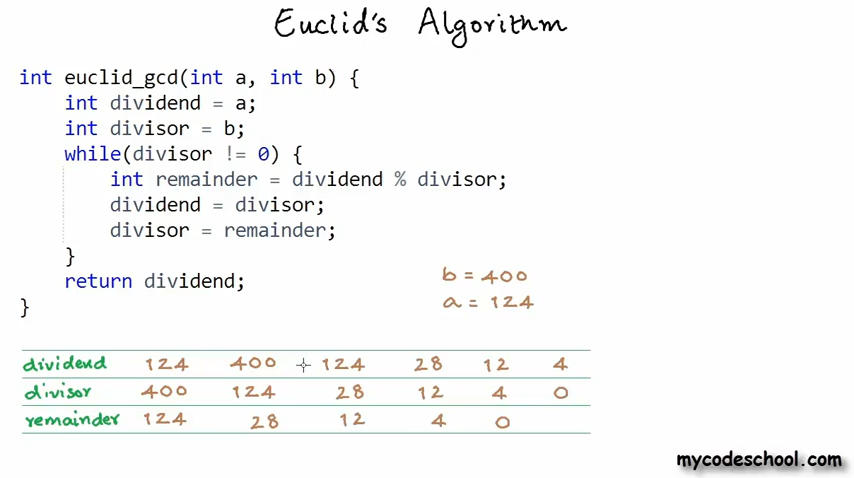 Euclid's Algorithm
int euclid_gcd(int a, int b) {
int dividend = a;
int divisor = b;
while(divisor != 0) {
int remainder = dividend % divisor;
dividend = divisor;
divisor = remainder;
}
return dividend;
}
b = 400
a = 124
dividend 124 400 124 28 12 4
divisor 400 124 28 12 4 0
remainder 124 28 12 4 0
mycodeschool.com